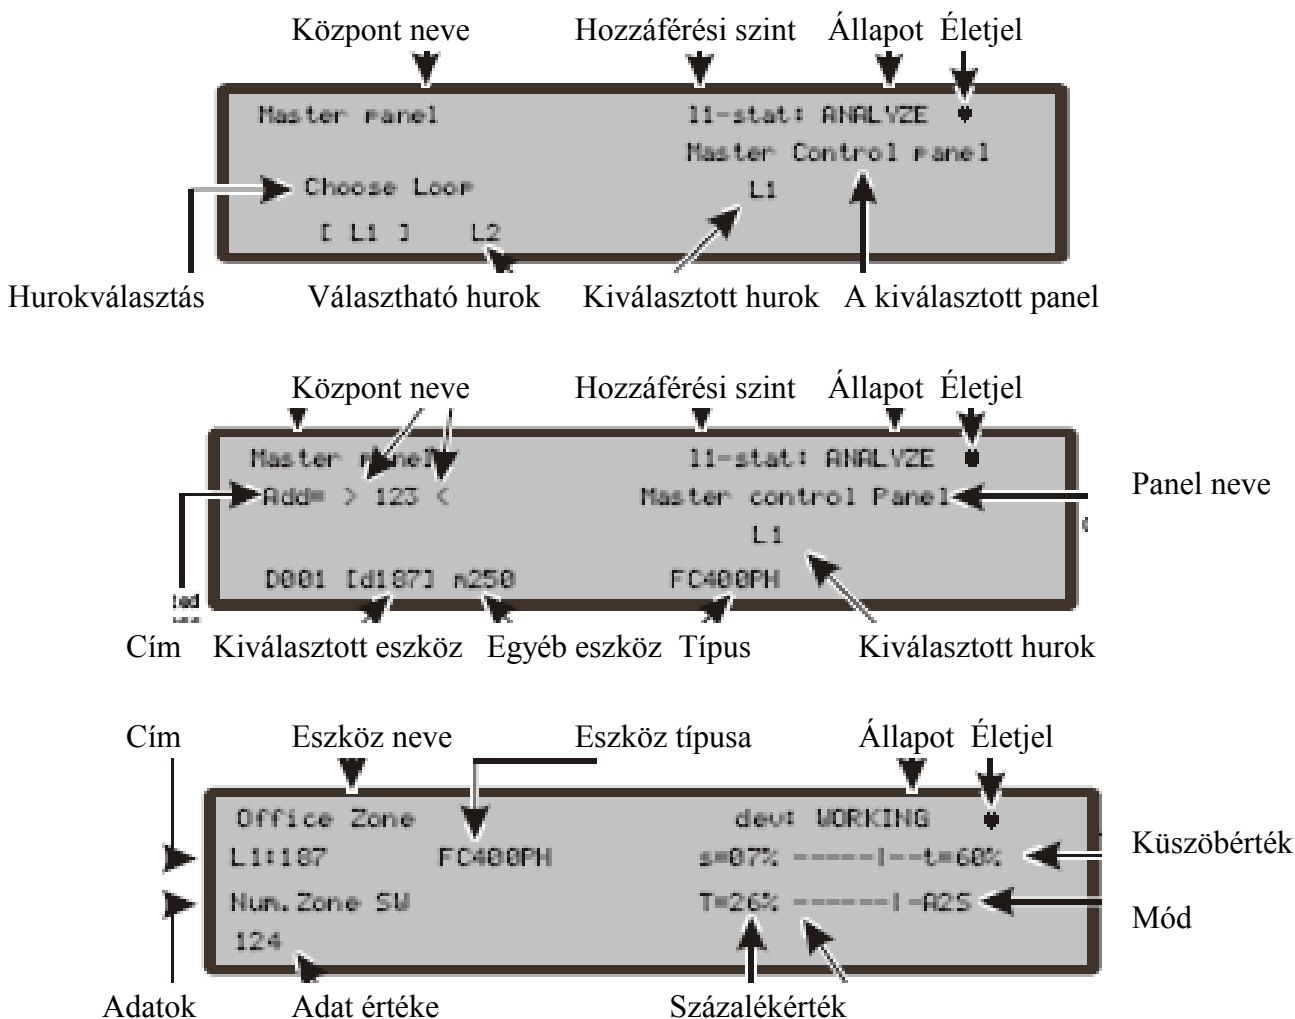 Központ neve Hozzáférési szint Állapot Életjel
Master panel l1-stat: ANALYZE
Master Control panel
Choose Loop L1
[ L1 ] L2
Hurokválasztás Választható hurok Kiválasztott hurok A kiválasztott panel
Központ neve Hozzáférési szint Állapot Életjel
Master panel l1-stat: ANALYZE
Add= > 123 < Master control Panel Panel neve
L1
D001 [d187] m250 FC400PH
Cím Kiválasztott eszköz Egyéb eszköz Típus Kiválasztott hurok
Cím Eszköz neve Eszköz típusa Állapot Életjel
Office Zone dev: WORKING
L1:187 FC400PH s=07% -----|--t=60% Küszöbérték
Num.Zone SW T=26% ------|-A2S Mód
124
Adatok Adat értéke Százalékérték